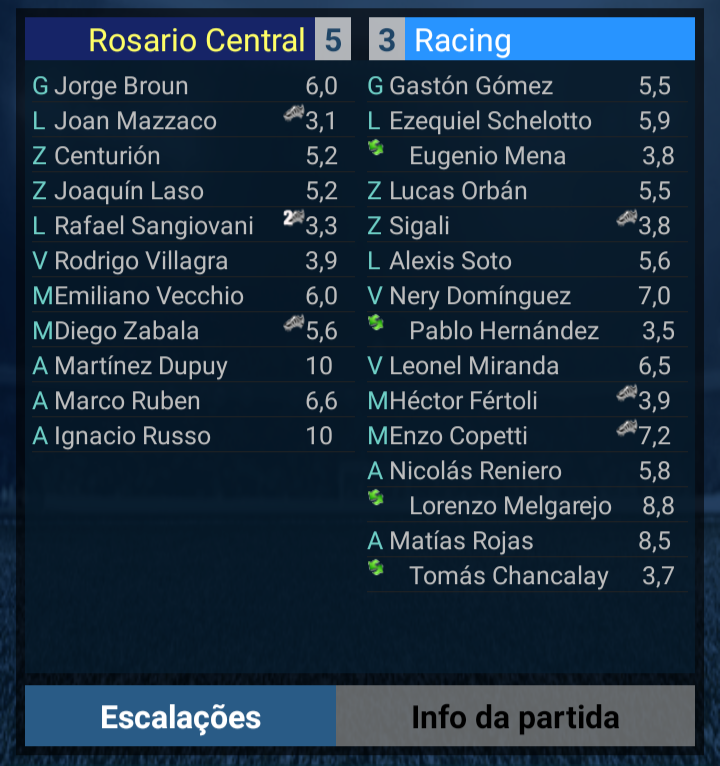 Rosario Central 5
G Jorge Broun 6,0
L Joan Mazzaco 3,1
Z Centurión 5,2
Z Joaquín Laso 5,2
L Rafael Sangiovani 2 3,3
V Rodrigo Villagra 3,9
M Emiliano Vecchio 6,0
M Diego Zabala 5,6
A Martínez Dupuy 10
A Marco Ruben 6,6
A Ignacio Russo 10
3 Racing
G Gastón Gómez 5,5
L Ezequiel Schelotto 5,9
Eugenio Mena 3,8
Z Lucas Orbán 5,5
Z Sigali 3,8
L Alexis Soto 5,6
V Nery Domínguez 7,0
Pablo Hernández 3,5
V Leonel Miranda 6,5
M Héctor Fértoli 3,9
M Enzo Copetti 7,2
A Nicolás Reniero 5,8
Lorenzo Melgarejo 8,8
A Matías Rojas 8,5
Tomás Chancalay 3,7
Escalações
Info da partida